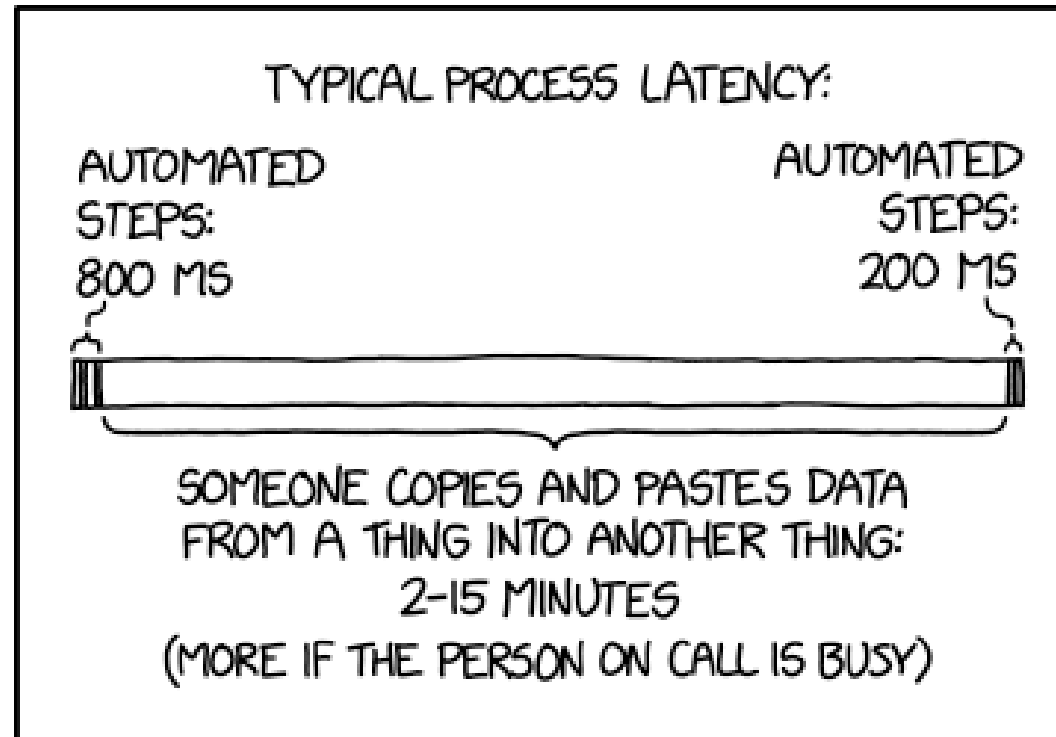 TYPICAL PROCESS LATENCY:
AUTOMATED
STEPS:
800 MS
AUTOMATED
STEPS:
200 MS
SOMEONE COPIES AND PASTES DATA
FROM A THING INTO ANOTHER THING:
2-15 MINUTES
(MORE IF THE PERSON ON CALL IS BUSY)